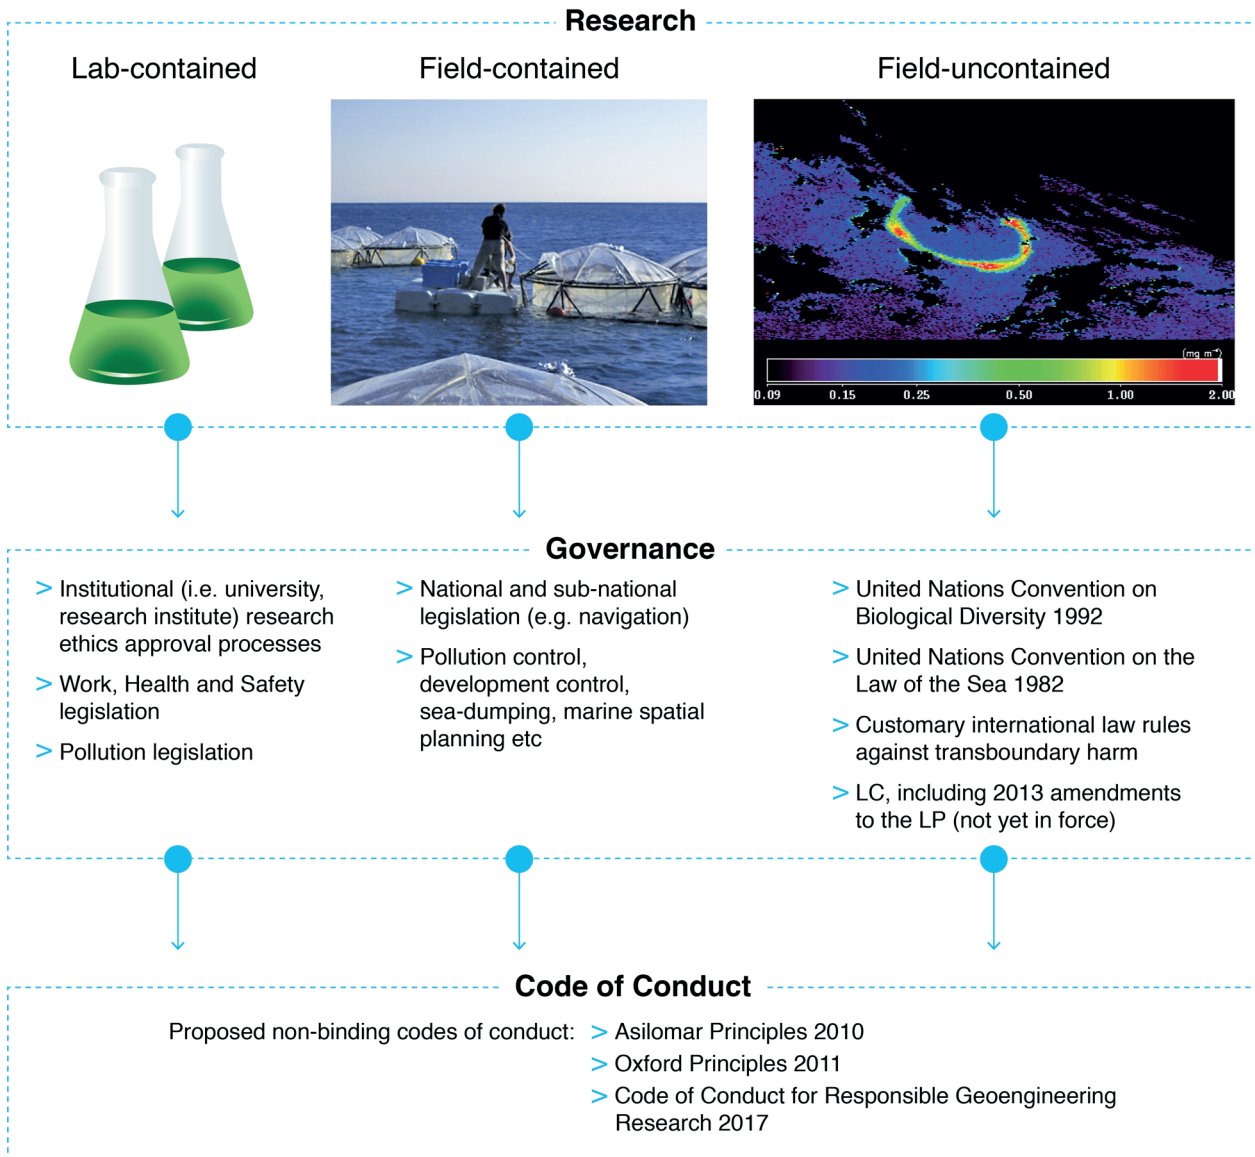 Research
Lab-contained
Field-contained
Field-uncontained
(mg m⁻³)
0.09 0.15 0.25 0.50 1.00 2.00
Governance
> Institutional (i.e. university,
research institute) research
ethics approval processes
> Work, Health and Safety
legislation
> Pollution legislation
> National and sub-national
legislation (e.g. navigation)
> Pollution control,
development control,
sea-dumping, marine spatial
planning etc
> United Nations Convention on
Biological Diversity 1992
> United Nations Convention on the
Law of the Sea 1982
> Customary international law rules
against transboundary harm
> LC, including 2013 amendments
to the LP (not yet in force)
Code of Conduct
Proposed non-binding codes of conduct: > Asilomar Principles 2010
> Oxford Principles 2011
> Code of Conduct for Responsible Geoengineering
Research 2017